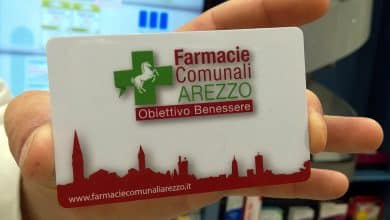 Farmacie
Comunali
AREZZO
Obiettivo Benessere
www.farmaciecomunaliarezzo.it